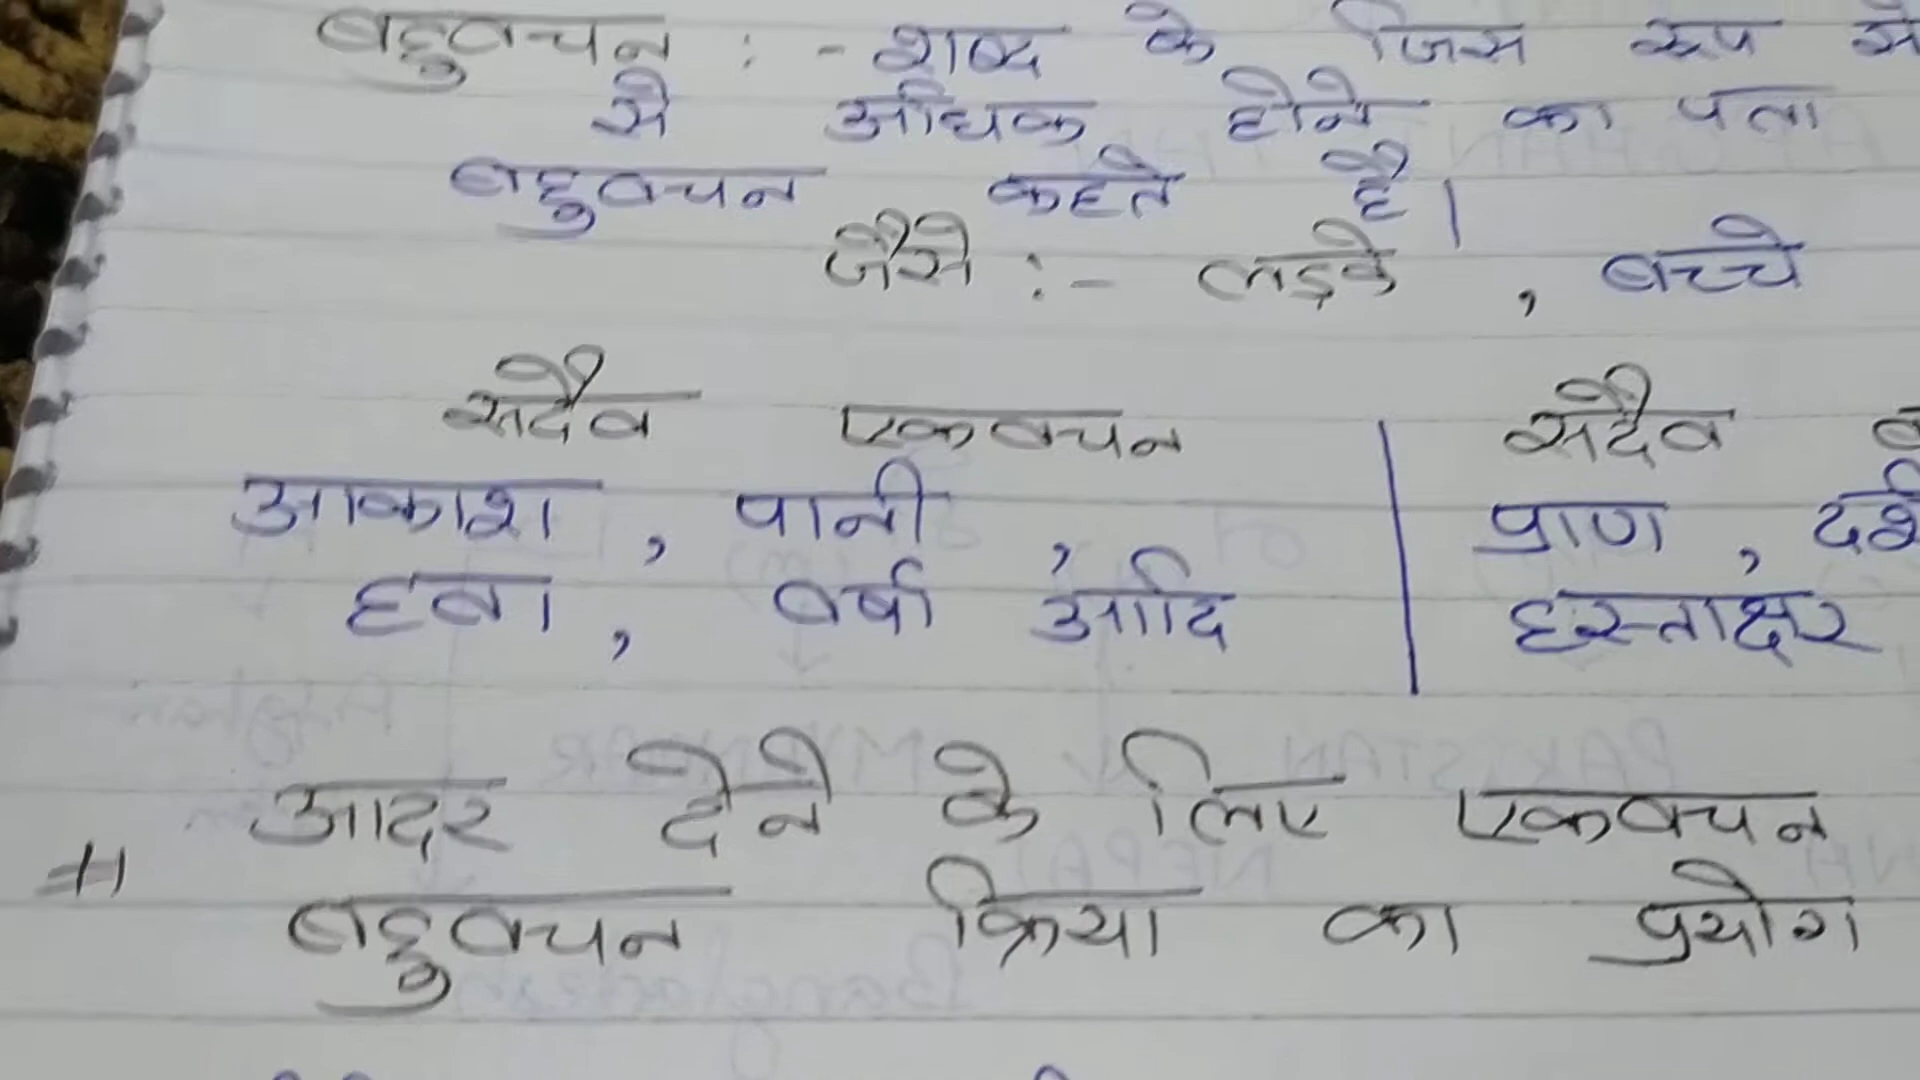 बहुवचन :- शब्द के जिस रूप से
से अधिक होने का पता
बहुवचन कहते है।
जैसे :- लड़के , बच्चे
सदैव एकवचन | सदैव
आकाश , पानी , | प्राण ,
हवा , वर्षा आदि | हस्ताक्षर
आदर देने के लिए एकवचन
# बहुवचन क्रिया का प्रयोग